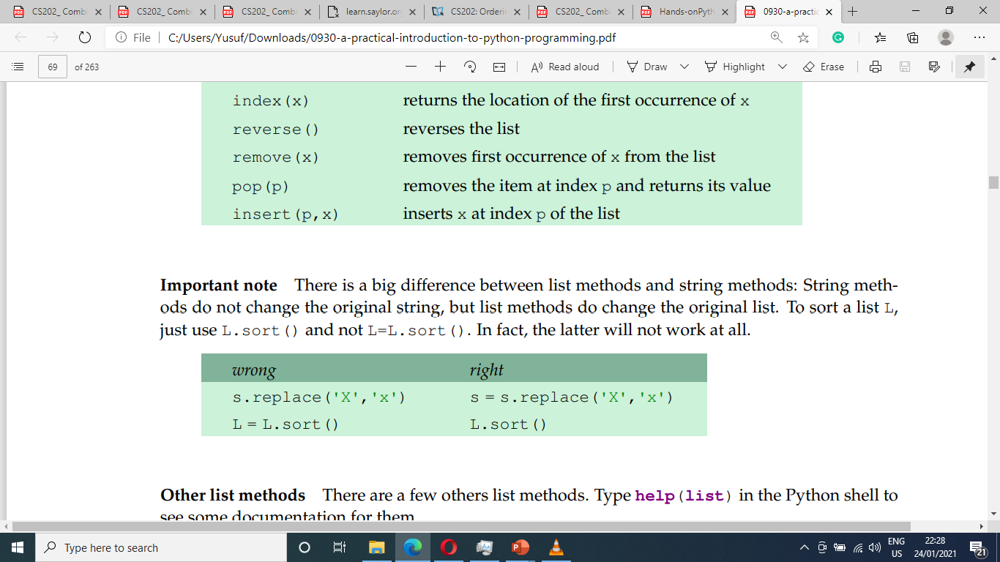 CS202_ Combi CS202_ Combi CS202_ Combi learn.saylor.or CS202: Orderin CS202_ Combi Hands-onPyth 0930-a-practic
File C:/Users/Yusuf/Downloads/0930-a-practical-introduction-to-python-programming.pdf
69 of 263 Read aloud Draw Highlight Erase
index(x) returns the location of the first occurrence of x
reverse() reverses the list
remove(x) removes first occurrence of x from the list
pop(p) removes the item at index p and returns its value
insert(p,x) inserts x at index p of the list
Important note There is a big difference between list methods and string methods: String meth-
ods do not change the original string, but list methods do change the original list. To sort a list L,
just use L.sort() and not L=L.sort(). In fact, the latter will not work at all.
wrong right
s.replace('X','x') s = s.replace('X','x')
L = L.sort() L.sort()
Other list methods There are a few others list methods. Type help(list) in the Python shell to
see some documentation for them
Type here to search
ENG 22:28
US 24/01/2021 21